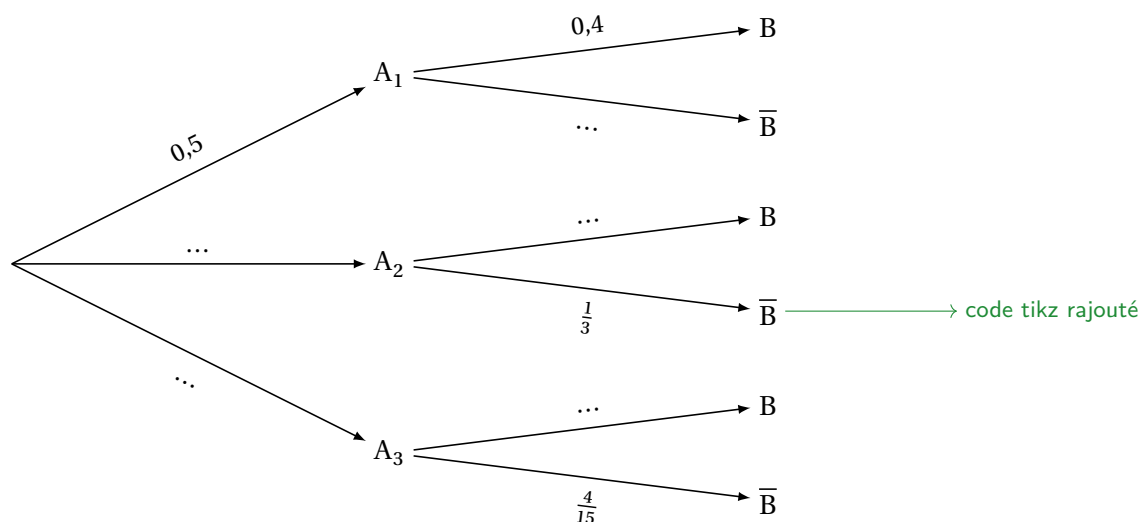 0,4
B
A₁
0,5
...
B̅
...
B
...
A₂
1/3
B̅
code tikz rajouté
...
...
B
A₃
4/15
B̅